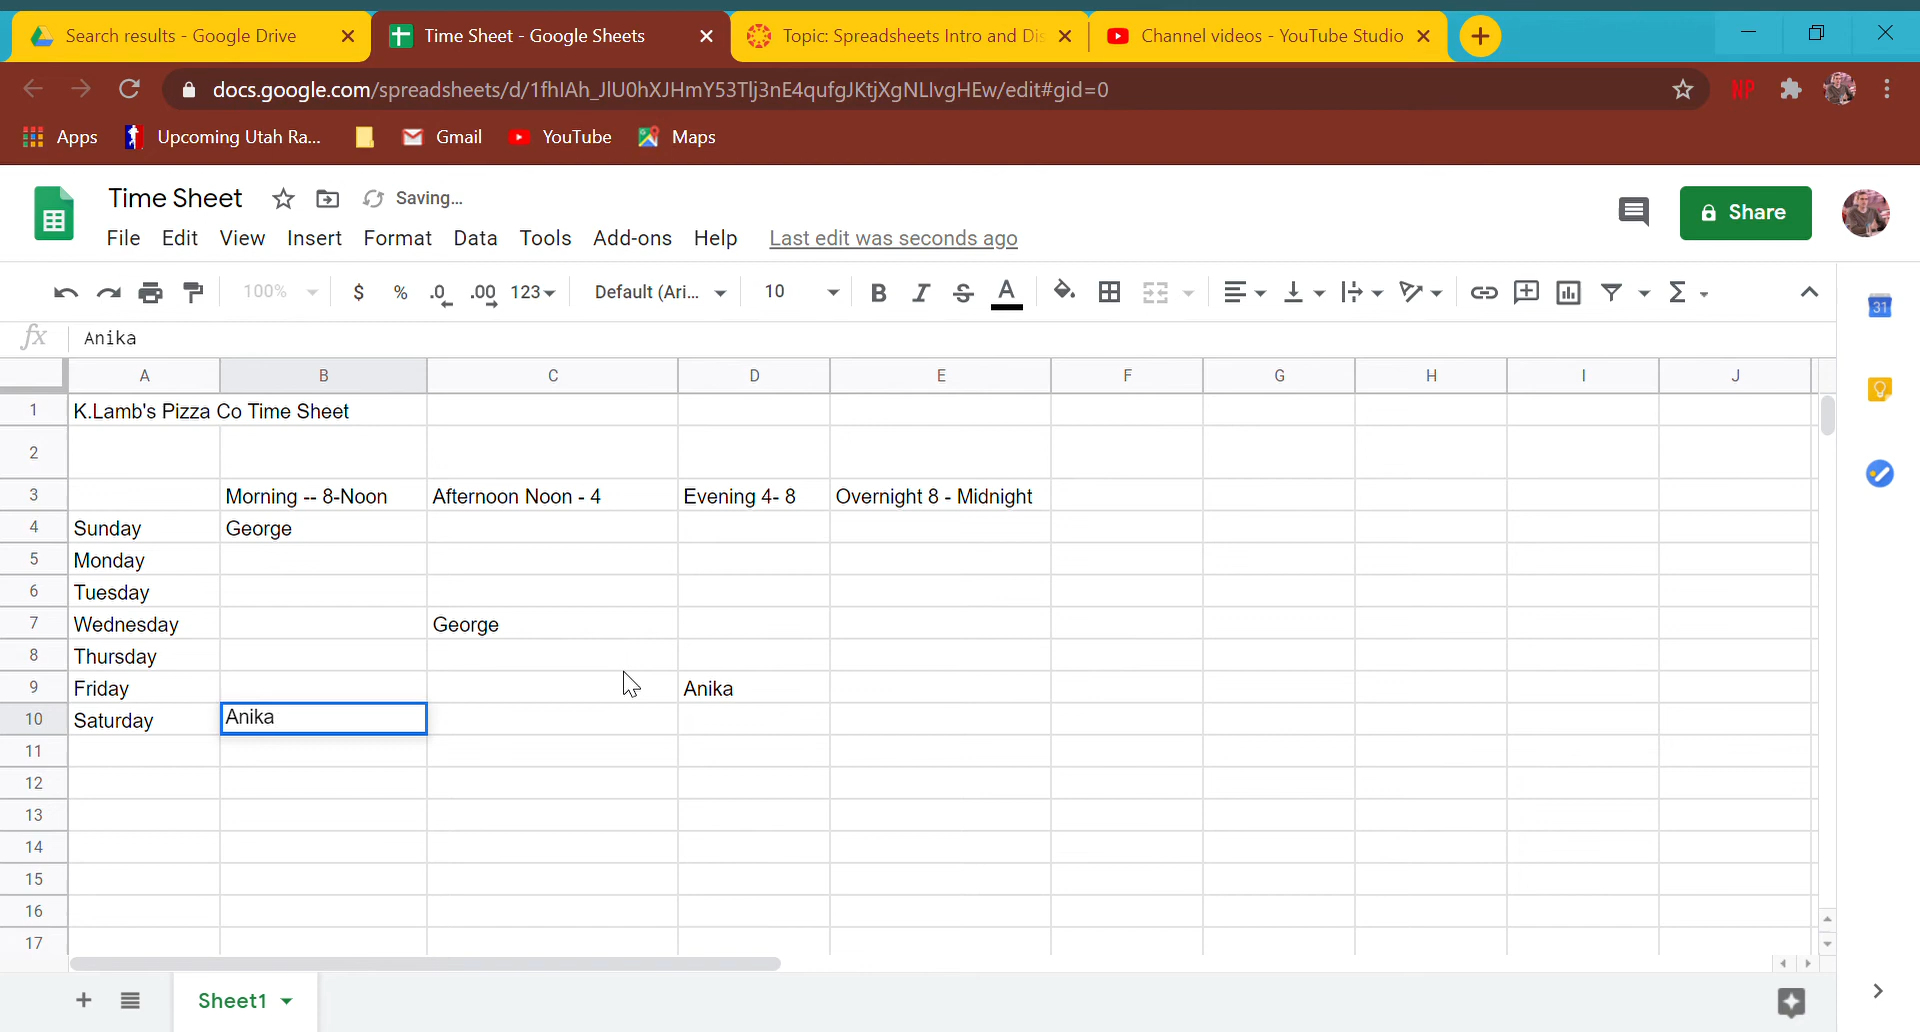 Search results - Google Drive
Time Sheet - Google Sheets
Topic: Spreadsheets Intro and Dis
Channel videos - YouTube Studio
docs.google.com/spreadsheets/d/1fhlAh_JlU0hXJHmY53Tlj3nE4qufgJKtjXgNLlvgHEw/edit#gid=0
NP
Apps
Upcoming Utah Ra...
Gmail
YouTube
Maps
Time Sheet
Saving...
Share
File Edit View Insert Format Data Tools Add-ons Help Last edit was seconds ago
100% $ % .0 .00 123 Default (Ari... 10 B I S A Σ
31
fx Anika
A B C D E F G H I J
1 K.Lamb's Pizza Co Time Sheet
2
3 Morning -- 8-Noon Afternoon Noon - 4 Evening 4- 8 Overnight 8 - Midnight
4 Sunday George
5 Monday
6 Tuesday
7 Wednesday George
8 Thursday
9 Friday Anika
10 Saturday Anika
11
12
13
14
15
16
17
Sheet1